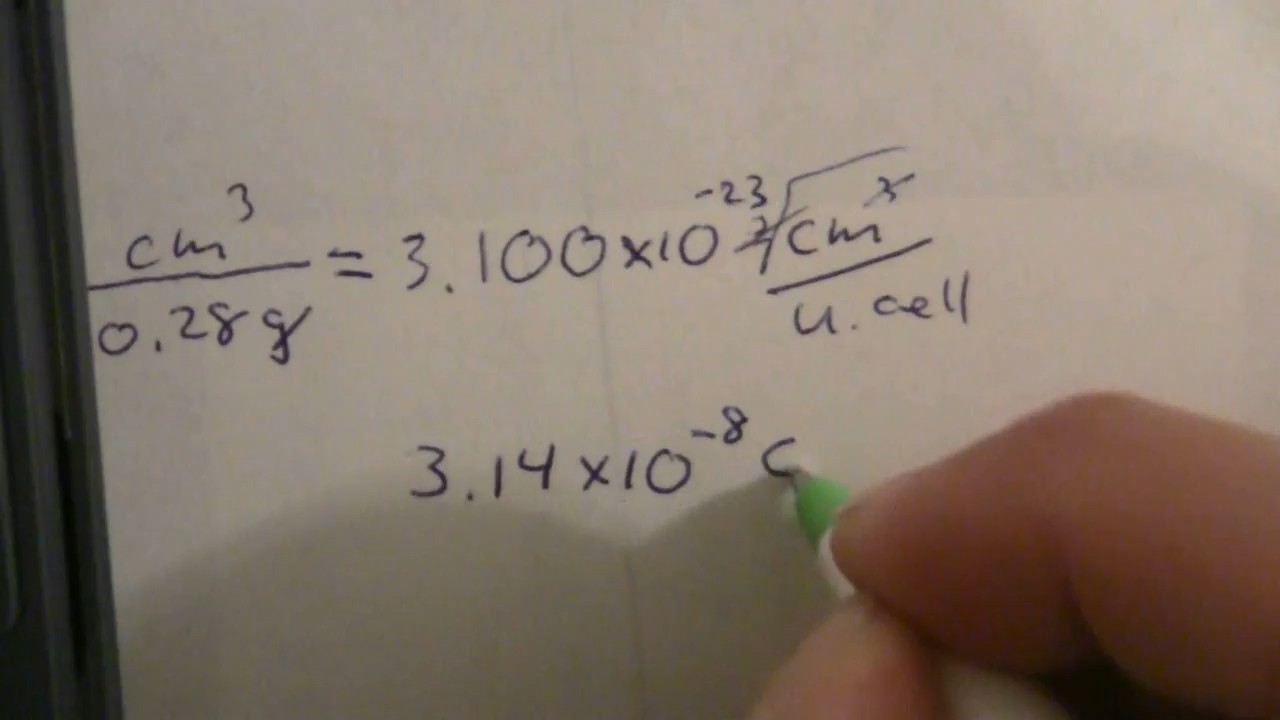 cm³ / 0.28g = 3.100×10⁻²³ ∛cm³ / u.cell
3.14×10⁻⁸ c